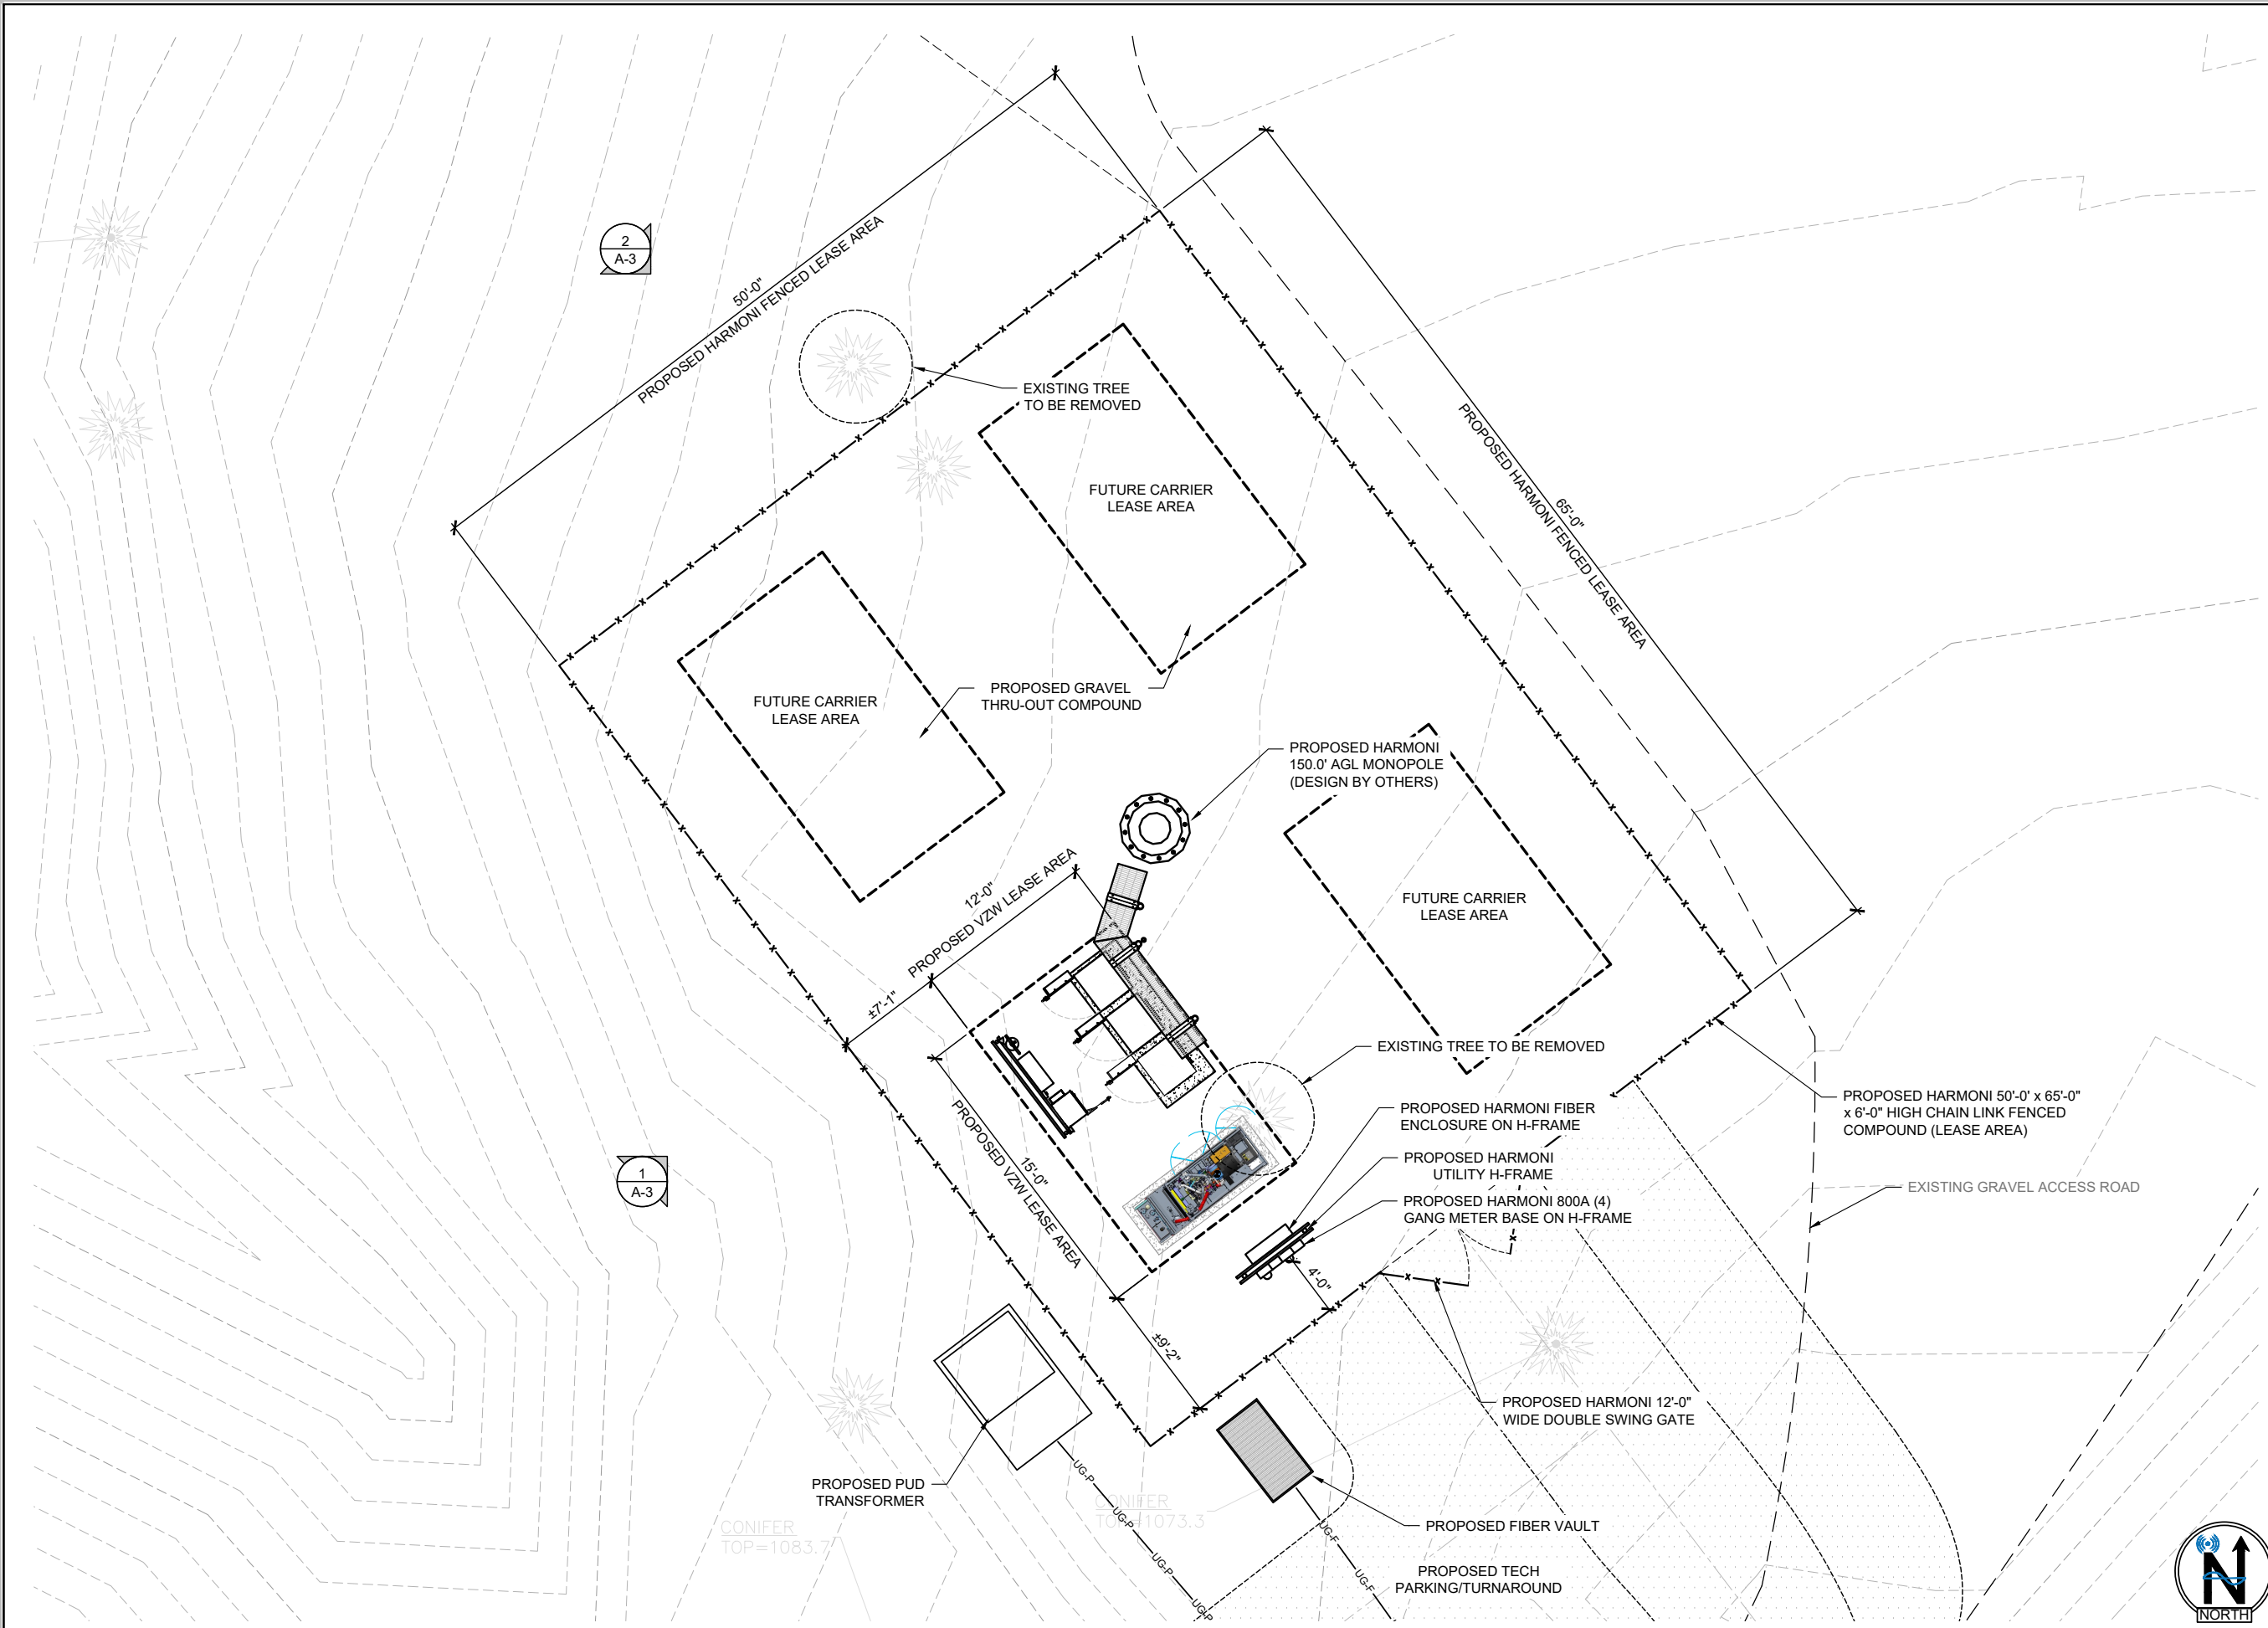 2
A-3
50'-0"
PROPOSED HARMONI FENCED LEASE AREA
EXISTING TREE
TO BE REMOVED
FUTURE CARRIER
LEASE AREA
65'-0"
PROPOSED HARMONI FENCED LEASE AREA
FUTURE CARRIER
LEASE AREA
PROPOSED GRAVEL
THRU-OUT COMPOUND
PROPOSED HARMONI
150.0' AGL MONOPOLE
(DESIGN BY OTHERS)
FUTURE CARRIER
LEASE AREA
12'-0"
PROPOSED VZW LEASE AREA
±7'-1"
EXISTING TREE TO BE REMOVED
PROPOSED HARMONI 50'-0' x 65'-0"
x 6'-0" HIGH CHAIN LINK FENCED
COMPOUND (LEASE AREA)
PROPOSED HARMONI FIBER
ENCLOSURE ON H-FRAME
PROPOSED HARMONI
UTILITY H-FRAME
PROPOSED HARMONI 800A (4)
GANG METER BASE ON H-FRAME
EXISTING GRAVEL ACCESS ROAD
1
A-3
15'-0"
PROPOSED VZW LEASE AREA
4'-0"
±9'-2"
PROPOSED HARMONI 12'-0"
WIDE DOUBLE SWING GATE
PROPOSED PUD
TRANSFORMER
UG-P
UG-P
UG-P
UG-P
CONIFER
TOP=1083.7
CONIFER
TOP=1073.3
PROPOSED FIBER VAULT
UG-F
UG-F
PROPOSED TECH
PARKING/TURNAROUND
N
NORTH